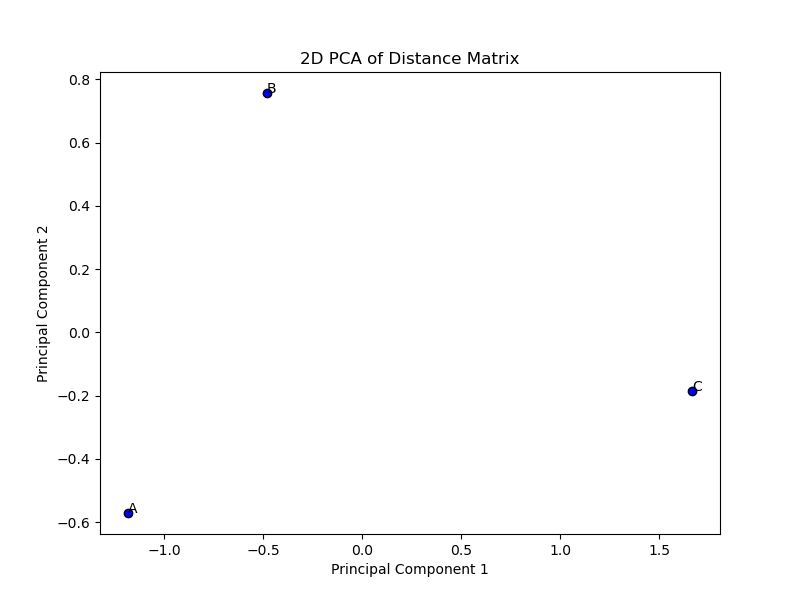 2D PCA of Distance Matrix
0.8
0.6
0.4
0.2
0.0
−0.2
−0.4
−0.6
Principal Component 2
B
C
A
−1.0 −0.5 0.0 0.5 1.0 1.5
Principal Component 1